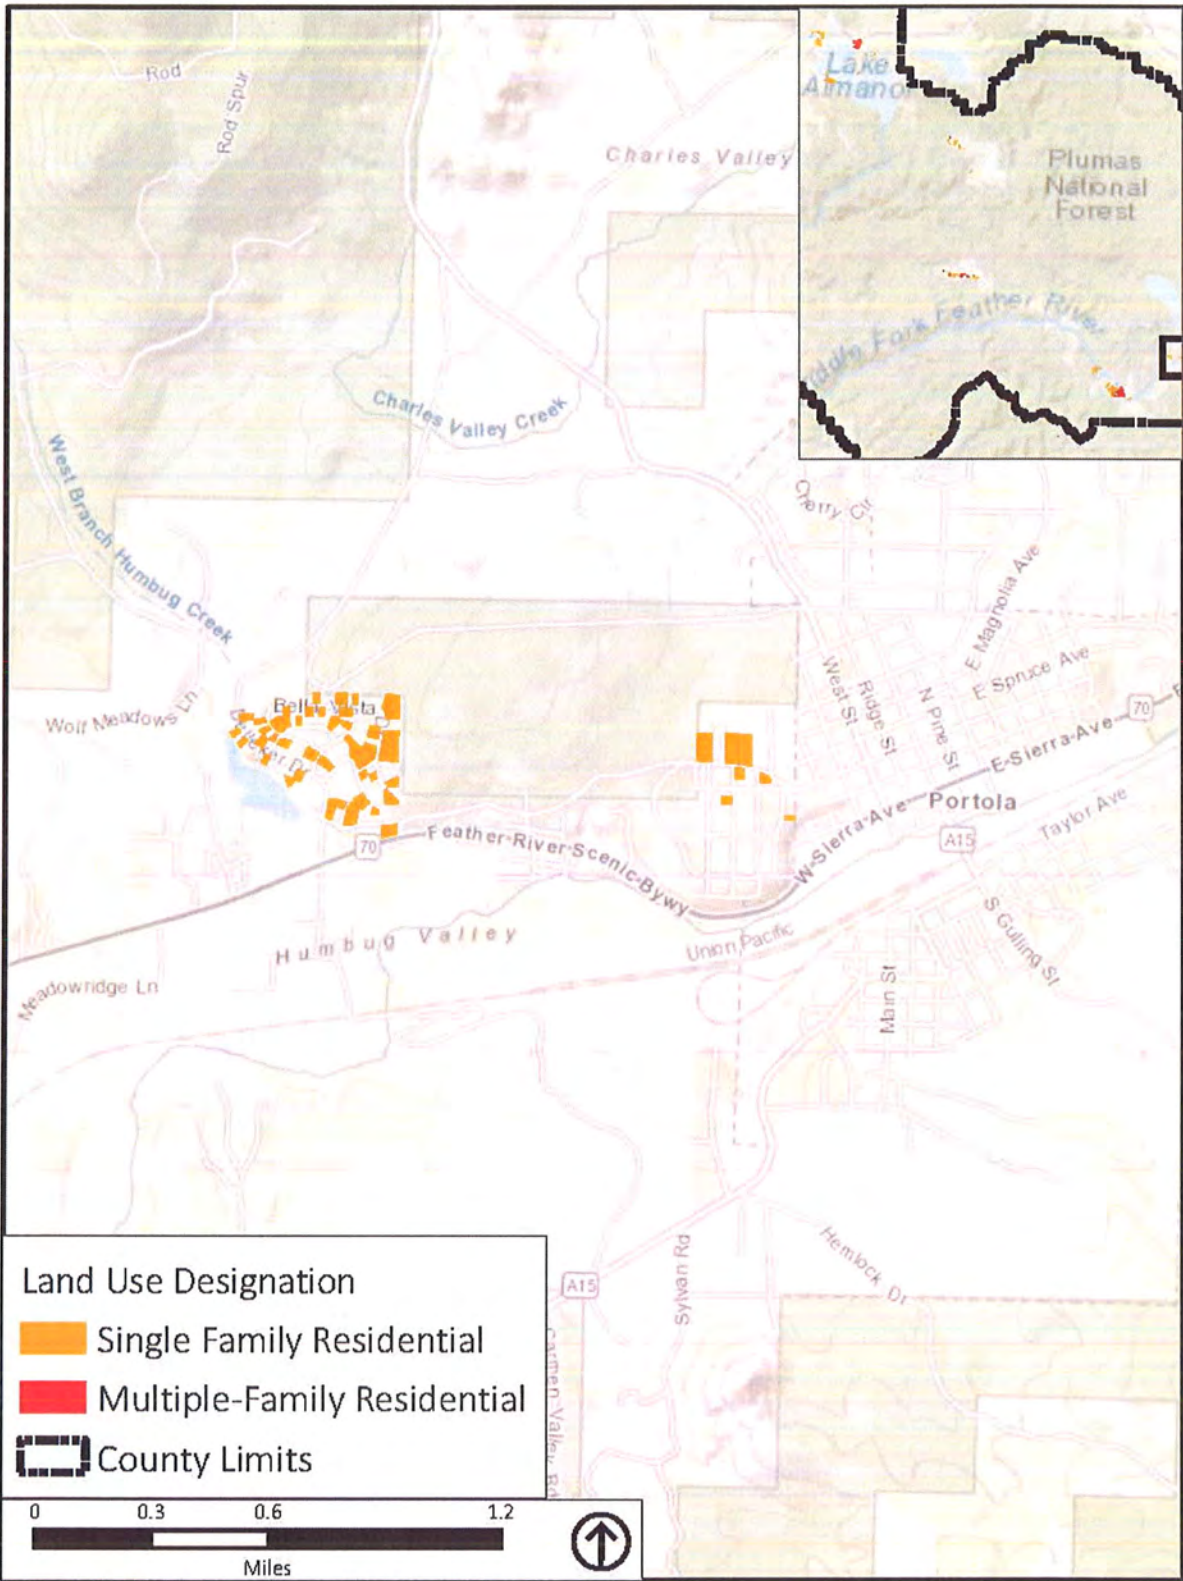 Rod
Rod Spur
Charles Valley
Lake
Almanor
Plumas
National
Forest
Fork Feather River
Charles Valley Creek
West Branch Humbug Creek
Cherry Cir
E Magnolia Ave
E Spruce Ave
West St
Ridge St
N Pine St
70
E-Sierra-Ave
Wolf Meadows Ln
Bella Vista
Dr
Portola
W-Sierra-Ave
Taylor Ave
A15
70
Feather-River-Scenic-Bywy
S Gulling St
Humbug Valley
Union Pacific
Meadowridge Ln
Main St
Hemlock Dr
Sylvan Rd
A15
Carmen Valley Rd
Land Use Designation
Single Family Residential
Multiple-Family Residential
County Limits
0 0.3 0.6 1.2
Miles